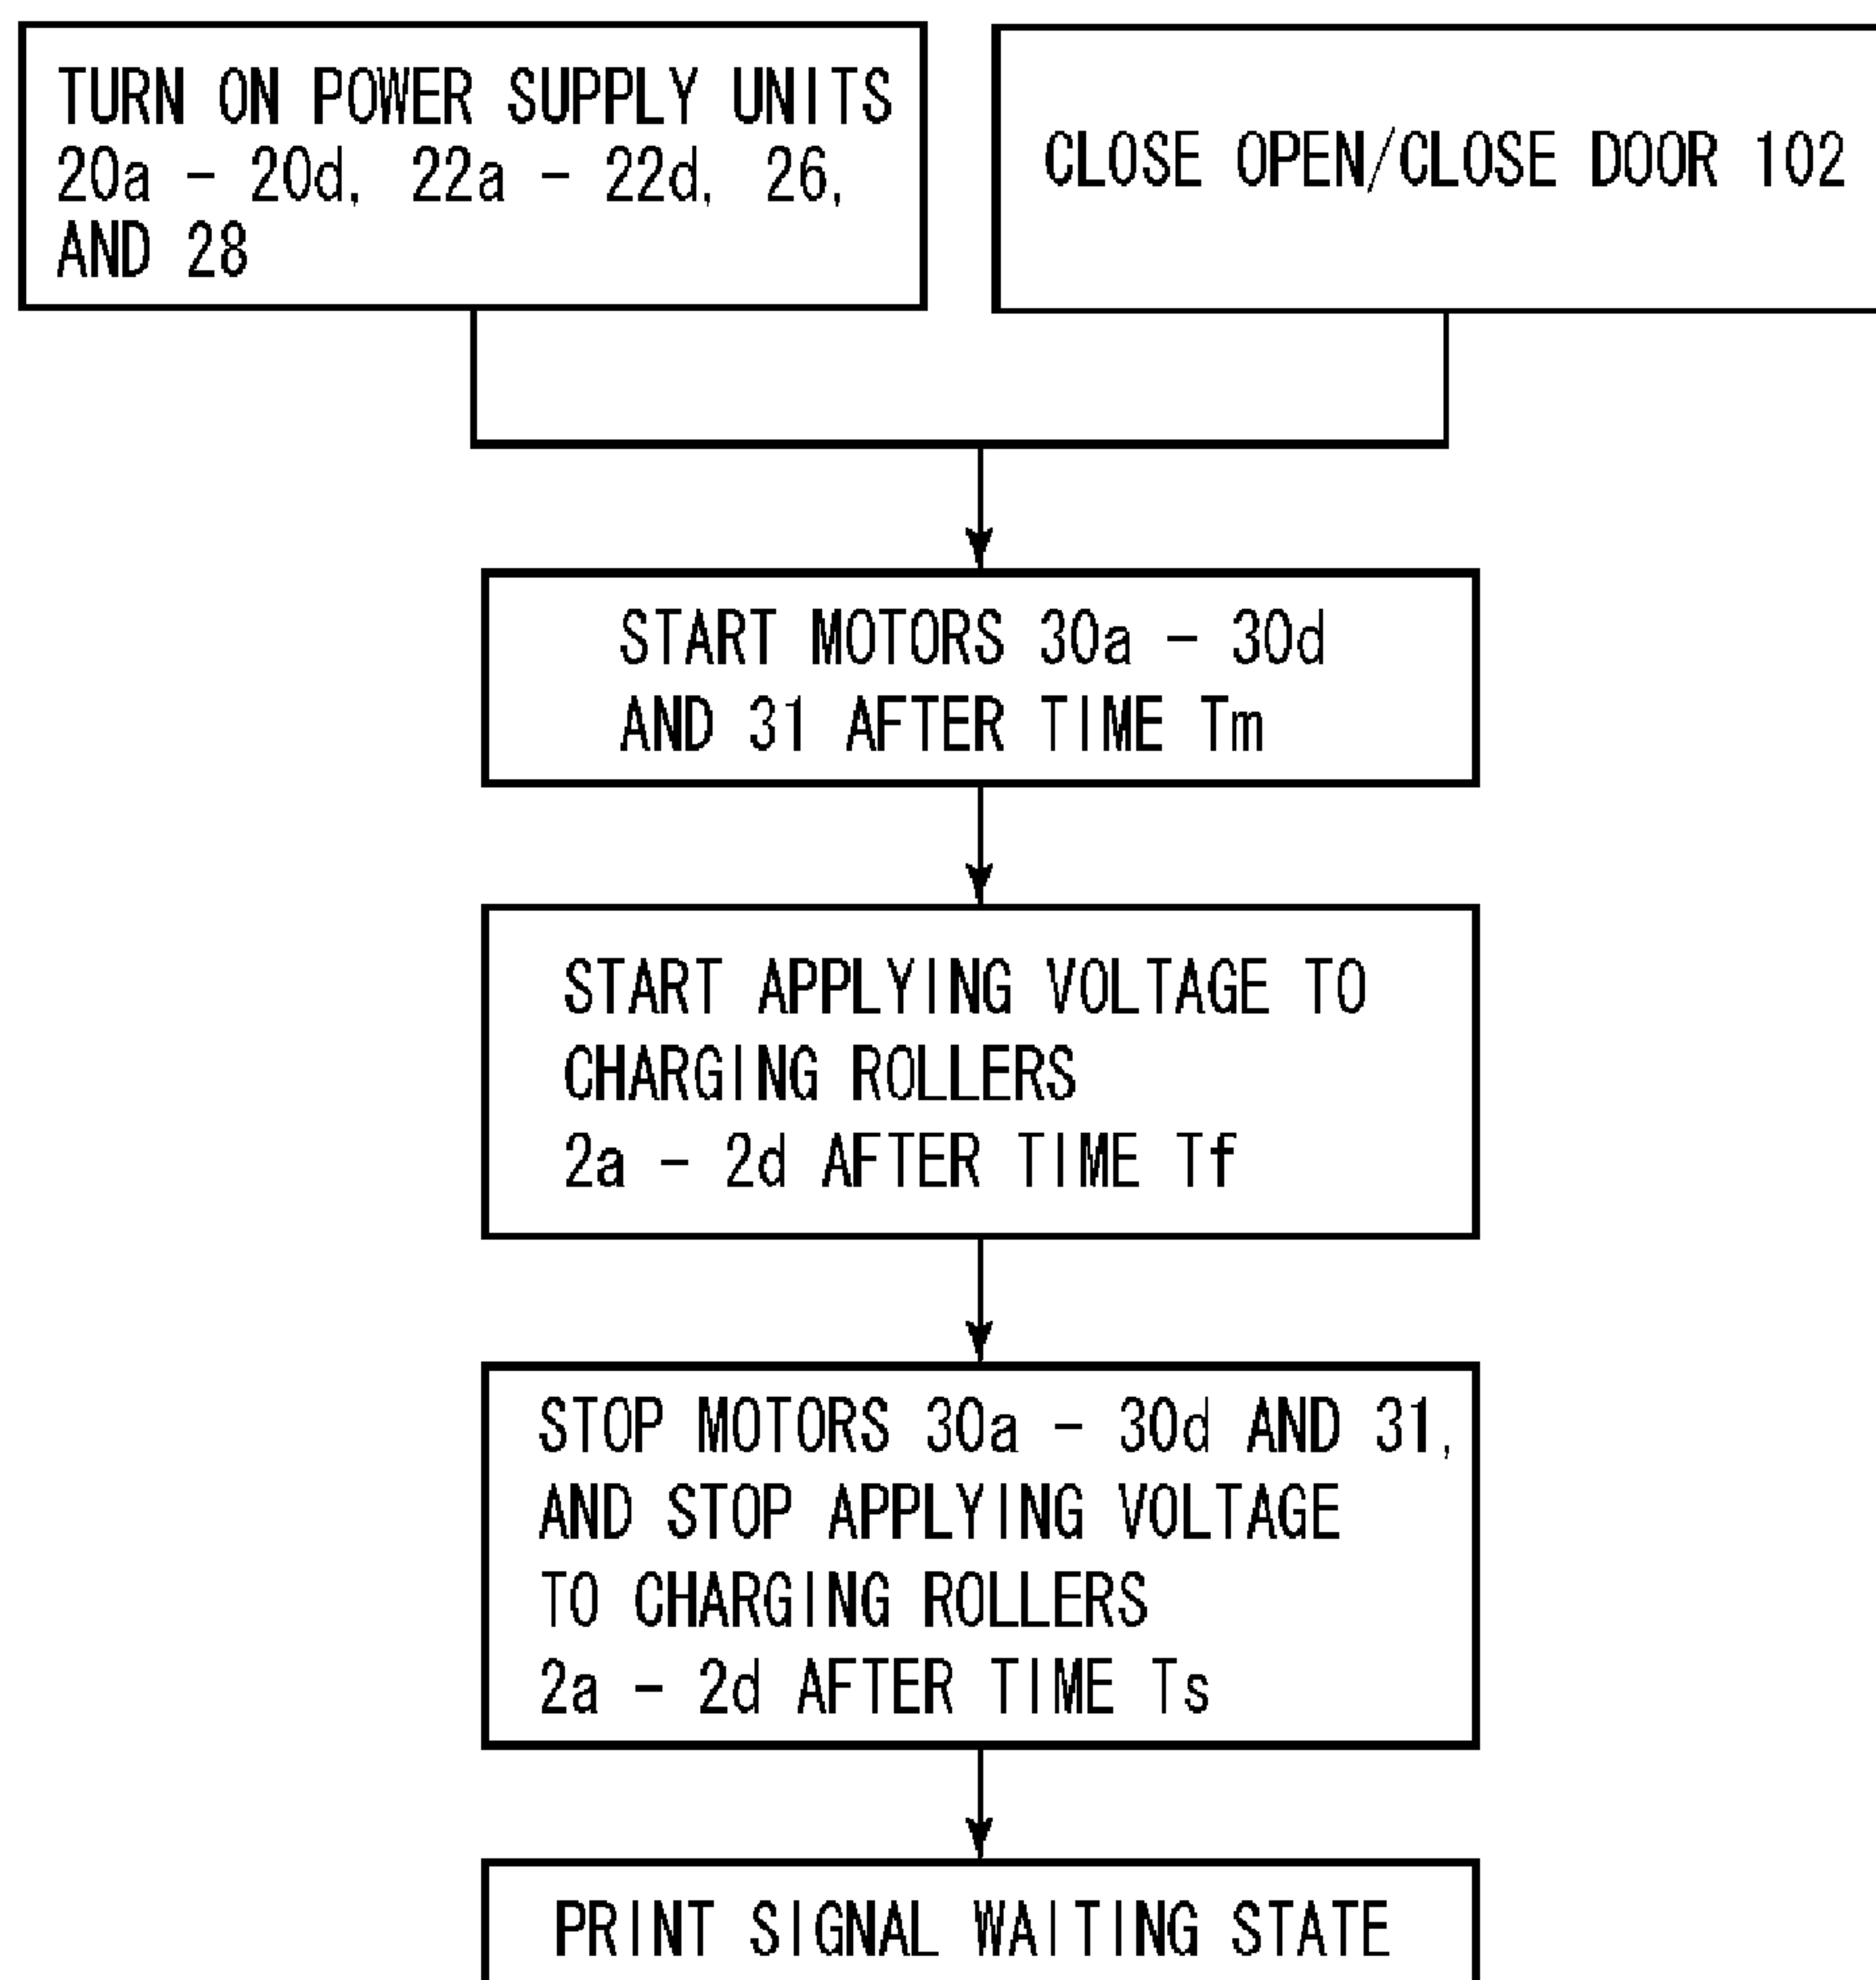 TURN ON POWER SUPPLY UNITS
20a - 20d, 22a - 22d, 26,
AND 28
CLOSE OPEN/CLOSE DOOR 102
START MOTORS 30a - 30d
AND 31 AFTER TIME Tm
START APPLYING VOLTAGE TO
CHARGING ROLLERS
2a - 2d AFTER TIME Tf
STOP MOTORS 30a - 30d AND 31,
AND STOP APPLYING VOLTAGE
TO CHARGING ROLLERS
2a - 2d AFTER TIME Ts
PRINT SIGNAL WAITING STATE